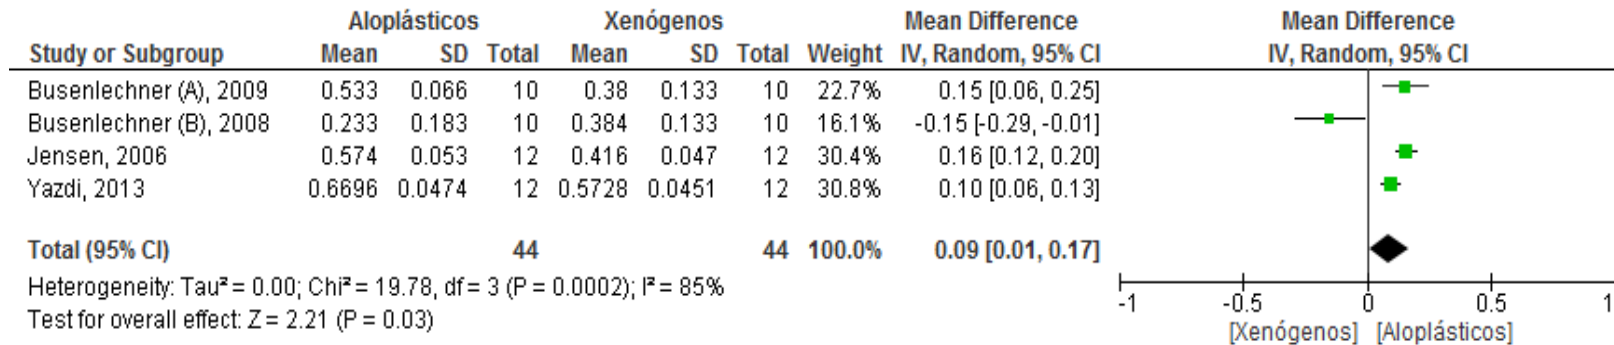 Aloplásticos Xenógenos Mean Difference Mean Difference
Study or Subgroup Mean SD Total Mean SD Total Weight IV, Random, 95% CI IV, Random, 95% CI
Busenlechner (A), 2009 0.533 0.066 10 0.38 0.133 10 22.7% 0.15 [0.06, 0.25]
Busenlechner (B), 2008 0.233 0.183 10 0.384 0.133 10 16.1% -0.15 [-0.29, -0.01]
Jensen, 2006 0.574 0.053 12 0.416 0.047 12 30.4% 0.16 [0.12, 0.20]
Yazdi, 2013 0.6696 0.0474 12 0.5728 0.0451 12 30.8% 0.10 [0.06, 0.13]
Total (95% CI) 44 44 100.0% 0.09 [0.01, 0.17]
Heterogeneity: Tau² = 0.00; Chi² = 19.78, df = 3 (P = 0.0002); I² = 85%
Test for overall effect: Z = 2.21 (P = 0.03)
-1 -0.5 0 0.5 1
[Xenógenos] [Aloplásticos]